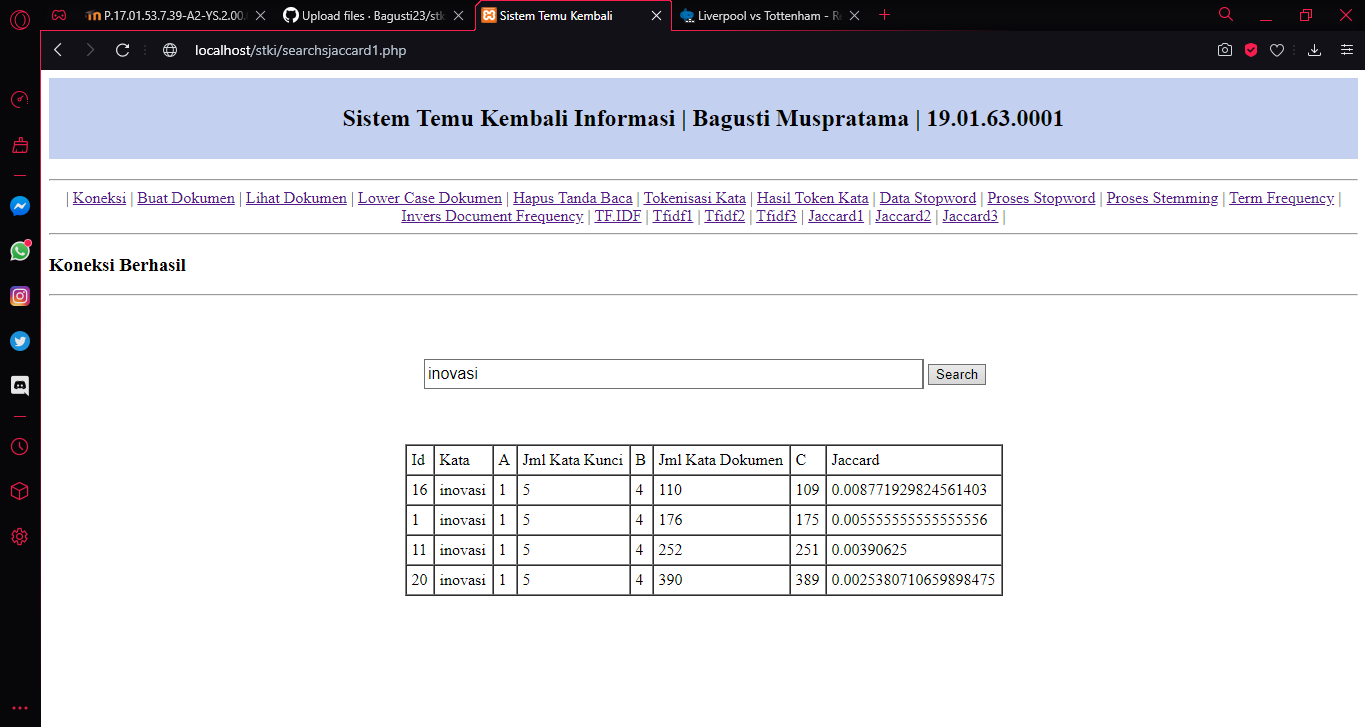 P.17.01.53.7.39-A2-YS.2.00.
Upload files · Bagusti23/stk
Sistem Temu Kembali
Liverpool vs Tottenham - R
localhost/stki/searchsjaccard1.php
Sistem Temu Kembali Informasi | Bagusti Muspratama | 19.01.63.0001
| Koneksi | Buat Dokumen | Lihat Dokumen | Lower Case Dokumen | Hapus Tanda Baca | Tokenisasi Kata | Hasil Token Kata | Data Stopword | Proses Stopword | Proses Stemming | Term Frequency |
Invers Document Frequency | TF.IDF | Tfidf1 | Tfidf2 | Tfidf3 | Jaccard1 | Jaccard2 | Jaccard3 |
Koneksi Berhasil
inovasi Search
Id Kata A Jml Kata Kunci B Jml Kata Dokumen C Jaccard
16 inovasi 1 5 4 110 109 0.008771929824561403
1 inovasi 1 5 4 176 175 0.005555555555555556
11 inovasi 1 5 4 252 251 0.00390625
20 inovasi 1 5 4 390 389 0.0025380710659898475